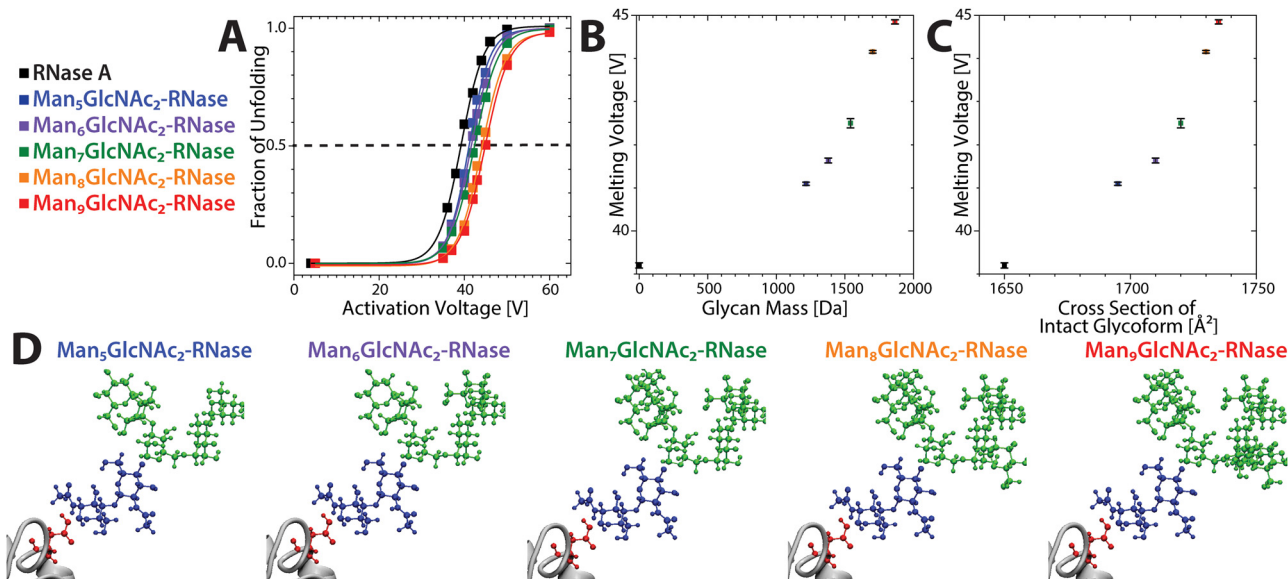 A
B
C
RNase A
Man₅GlcNAc₂-RNase
Man₆GlcNAc₂-RNase
Man₇GlcNAc₂-RNase
Man₈GlcNAc₂-RNase
Man₉GlcNAc₂-RNase
Fraction of Unfolding
1.0
0.5
0.0
0 20 40 60
Activation Voltage [V]
Melting Voltage [V]
45
40
0 500 1000 1500 2000
Glycan Mass [Da]
Melting Voltage [V]
45
40
1650 1700 1750
Cross Section of
Intact Glycoform [Å²]
D
Man₅GlcNAc₂-RNase
Man₆GlcNAc₂-RNase
Man₇GlcNAc₂-RNase
Man₈GlcNAc₂-RNase
Man₉GlcNAc₂-RNase